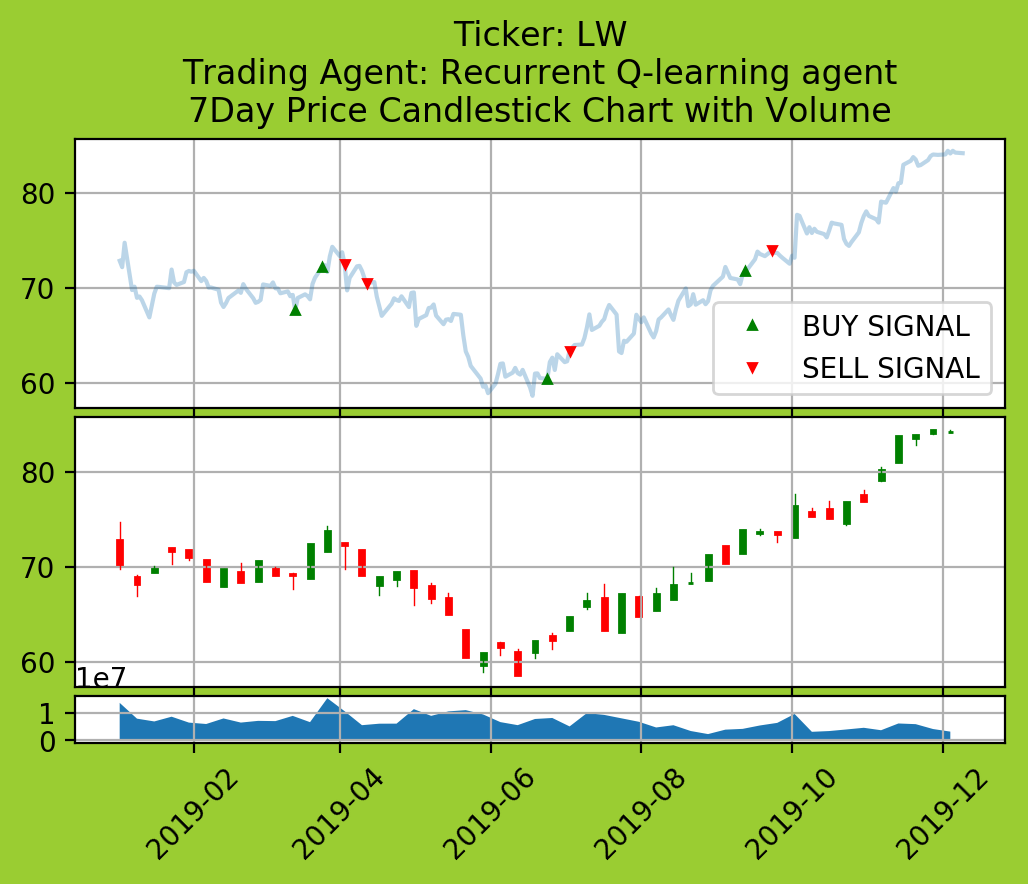 Ticker: LW
Trading Agent: Recurrent Q-learning agent
7Day Price Candlestick Chart with Volume
80
70
60
BUY SIGNAL
SELL SIGNAL
80
70
60
1e7
1
0
2019-02
2019-04
2019-06
2019-08
2019-10
2019-12